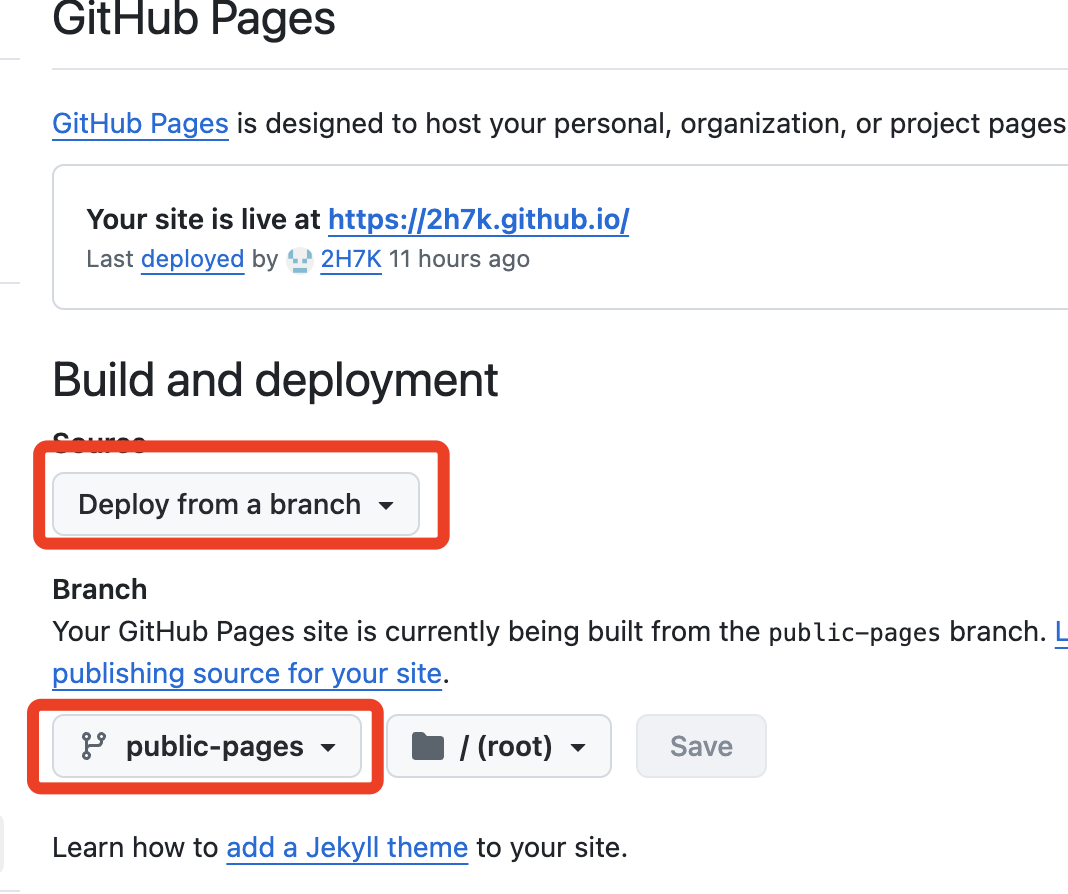 GitHub Pages
GitHub Pages is designed to host your personal, organization, or project pages
Your site is live at https://2h7k.github.io/
Last deployed by 2H7K 11 hours ago
Build and deployment
Source
Deploy from a branch
Branch
Your GitHub Pages site is currently being built from the public-pages branch. L
publishing source for your site.
public-pages / (root) Save
Learn how to add a Jekyll theme to your site.